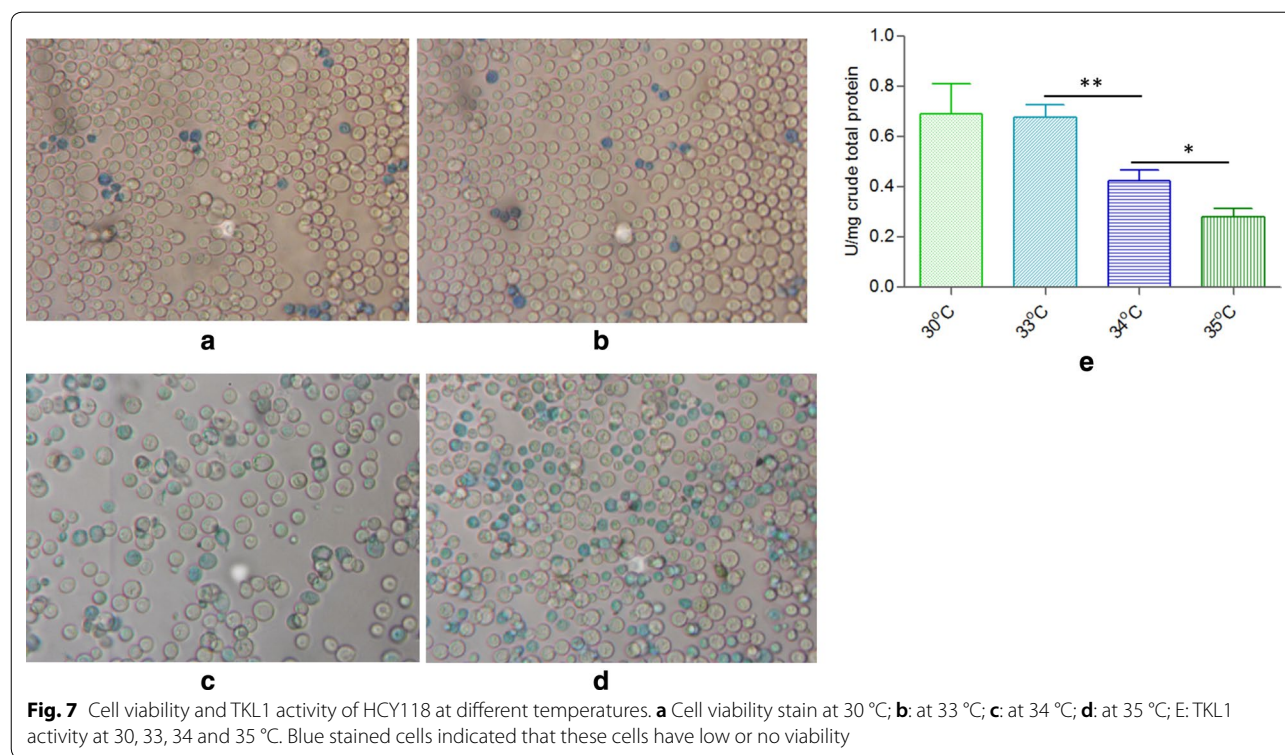 a
b
1.0
0.8
0.6
0.4
0.2
0.0
U/mg crude total protein
**
*
30°C
33°C
34°C
35°C
e
c
d
Fig. 7 Cell viability and TKL1 activity of HCY118 at different temperatures. a Cell viability stain at 30 °C; b: at 33 °C; c: at 34 °C; d: at 35 °C; E: TKL1
activity at 30, 33, 34 and 35 °C. Blue stained cells indicated that these cells have low or no viability